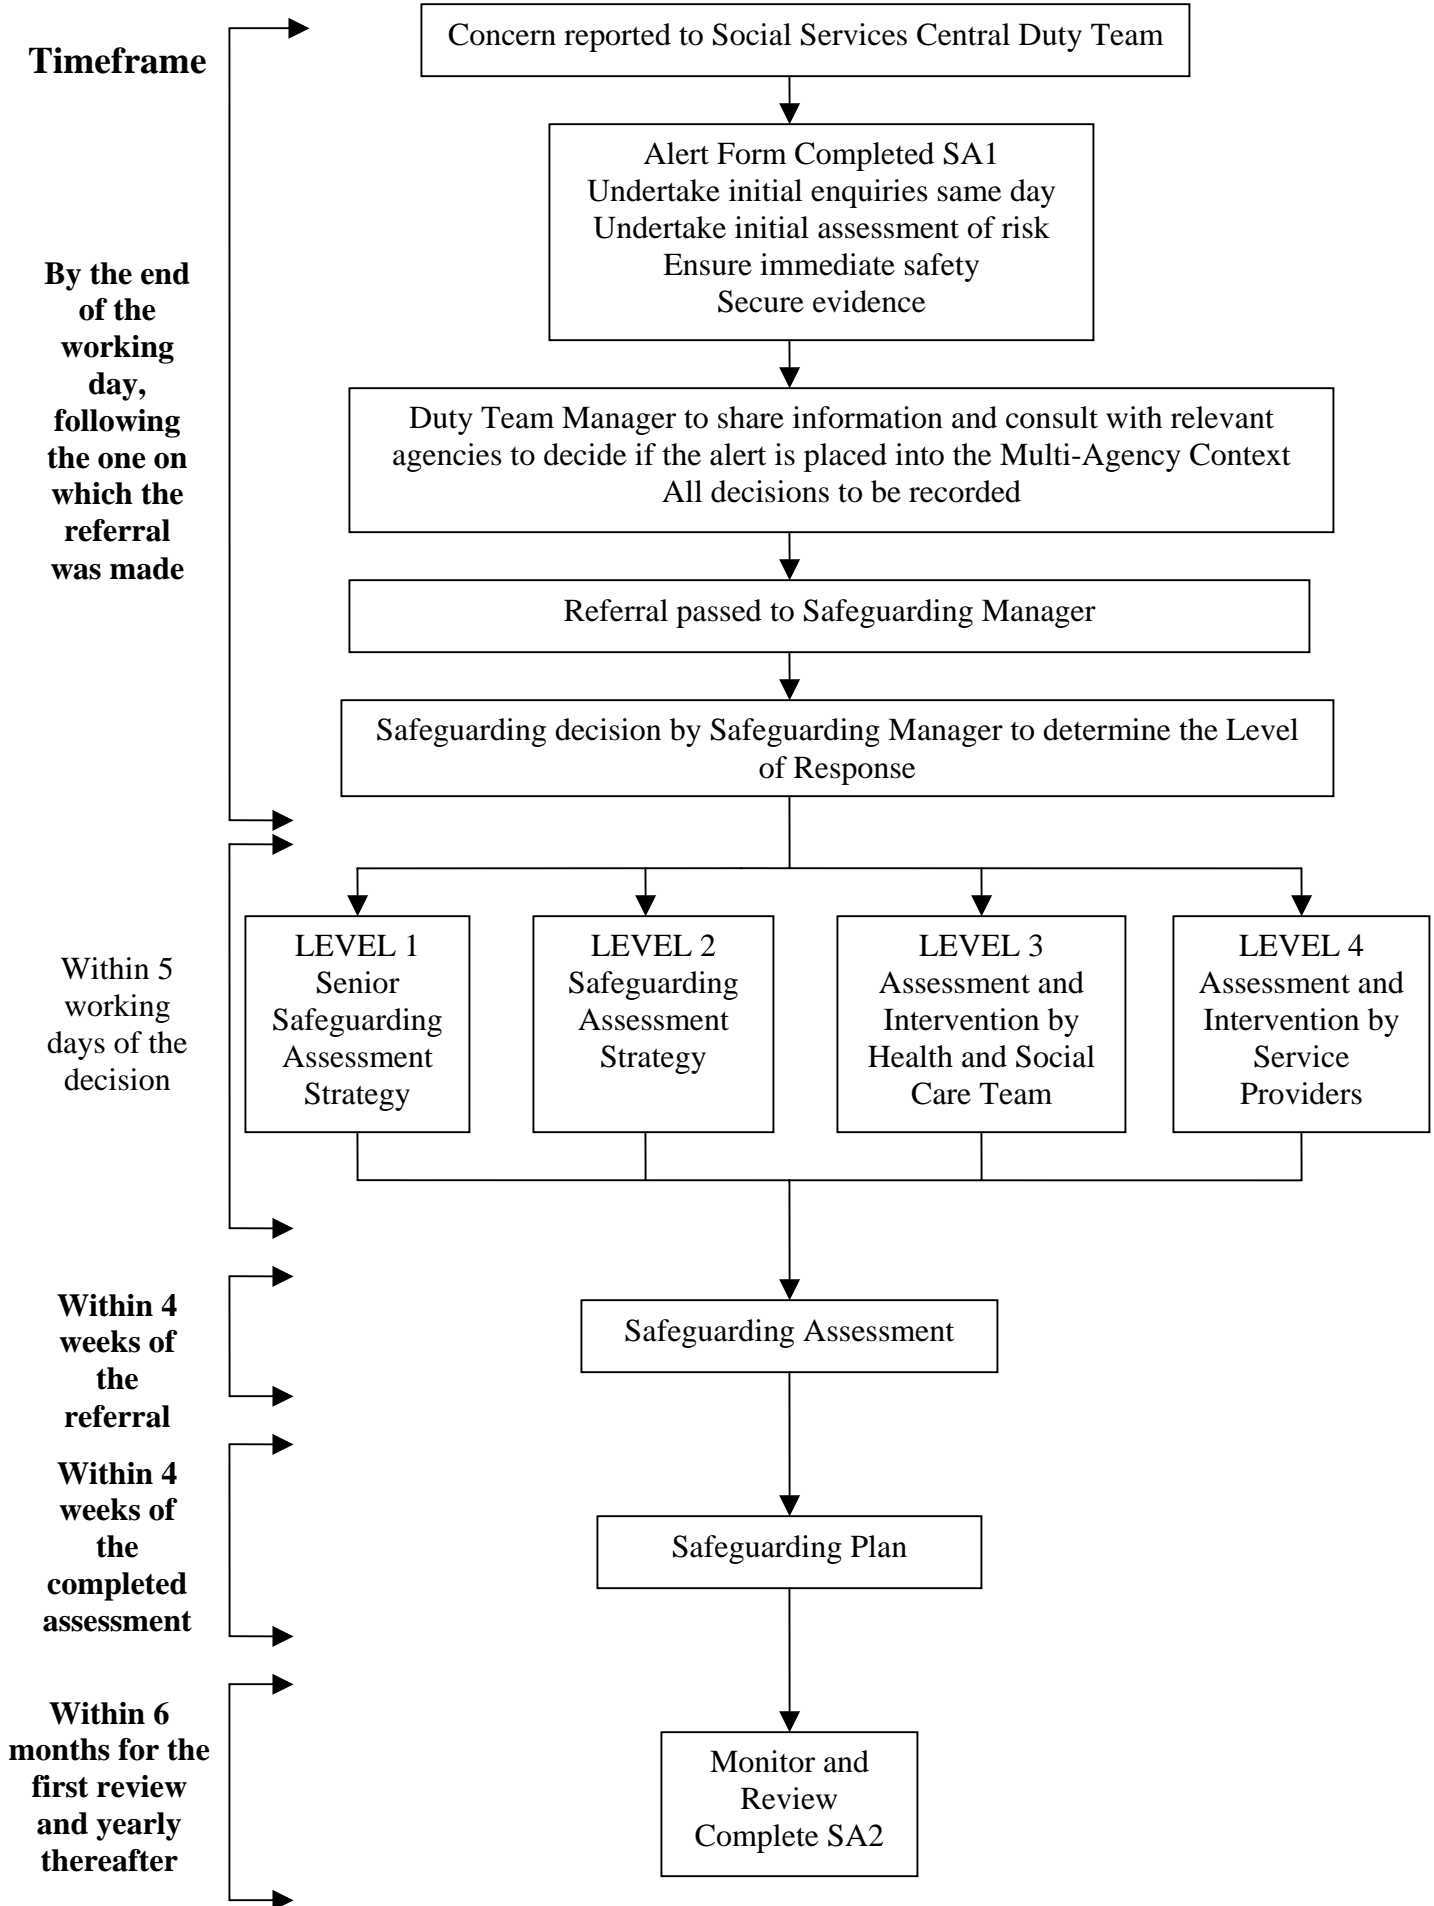 Timeframe
Concern reported to Social Services Central Duty Team
Alert Form Completed SA1
Undertake initial enquiries same day
Undertake initial assessment of risk
Ensure immediate safety
Secure evidence
By the end
of the
working
day,
following
the one on
which the
referral
was made
Duty Team Manager to share information and consult with relevant
agencies to decide if the alert is placed into the Multi-Agency Context
All decisions to be recorded
Referral passed to Safeguarding Manager
Safeguarding decision by Safeguarding Manager to determine the Level
of Response
Within 5
working
days of the
decision
LEVEL 1
Senior
Safeguarding
Assessment
Strategy
LEVEL 2
Safeguarding
Assessment
Strategy
LEVEL 3
Assessment and
Intervention by
Health and Social
Care Team
LEVEL 4
Assessment and
Intervention by
Service
Providers
Within 4
weeks of
the
referral
Safeguarding Assessment
Within 4
weeks of
the
completed
assessment
Safeguarding Plan
Within 6
months for the
first review
and yearly
thereafter
Monitor and
Review
Complete SA2